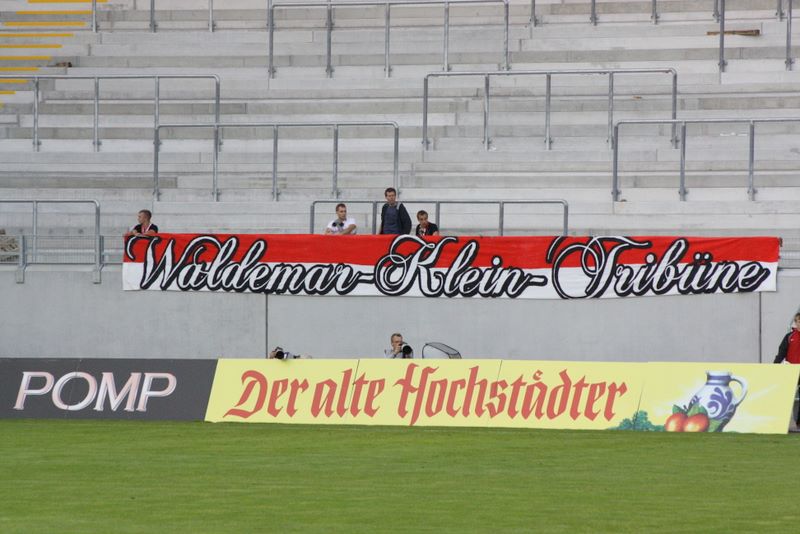 Waldemar-Klein-Tribüne
POMP
Der alte Hochstädter